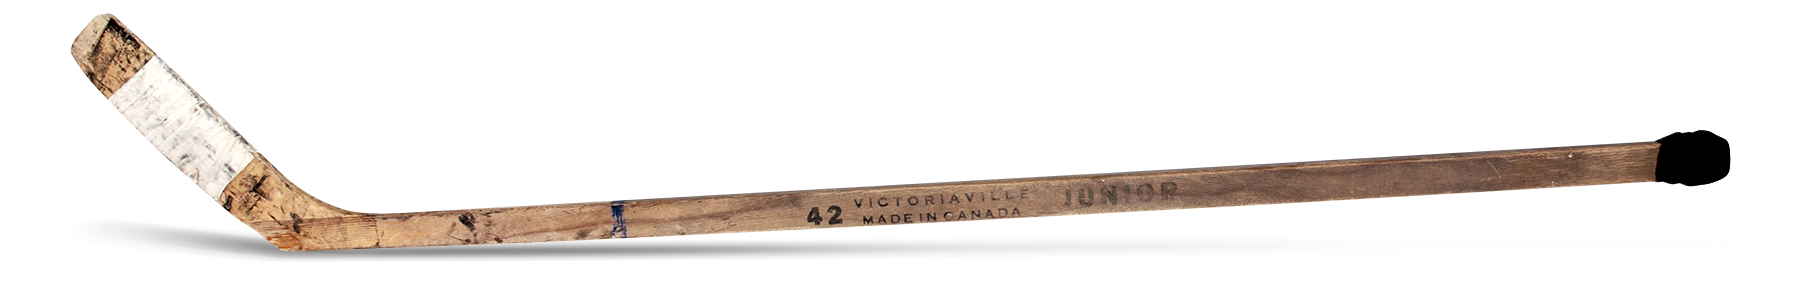 42 VICTORIAVILLE JUNIOR
MADE IN CANADA